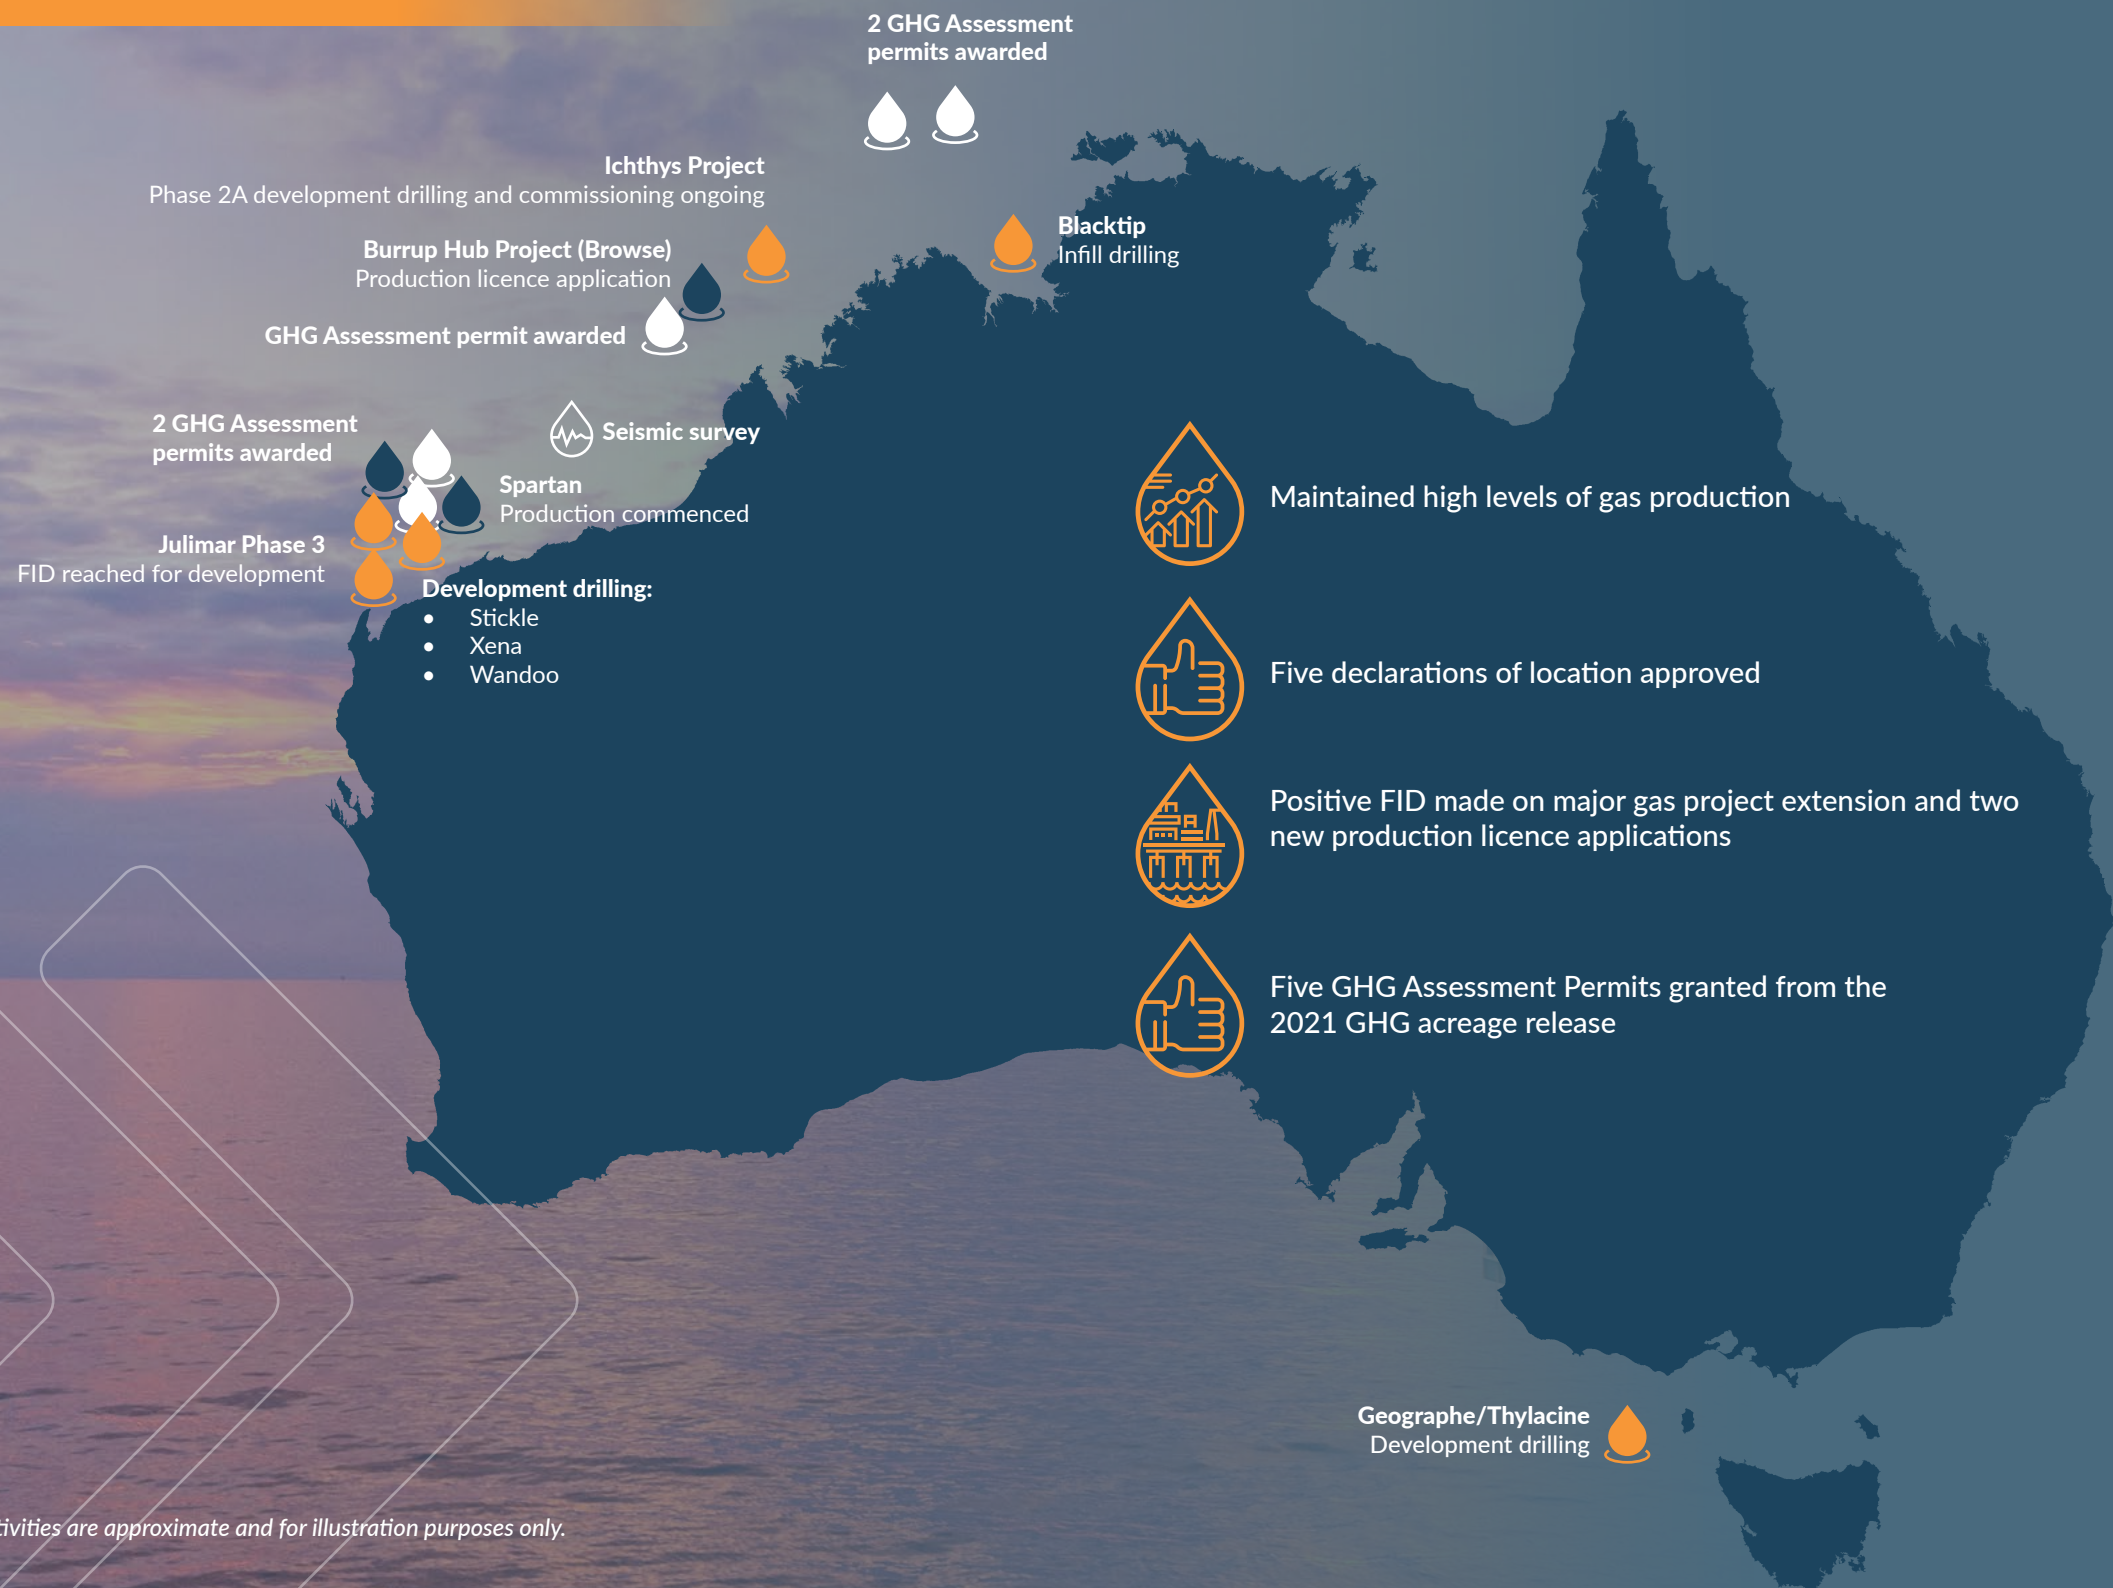 2 GHG Assessment
permits awarded
Ichthys Project
Phase 2A development drilling and commissioning ongoing
Blacktip
Infill drilling
Burrup Hub Project (Browse)
Production licence application
GHG Assessment permit awarded
2 GHG Assessment
permits awarded
Seismic survey
Spartan
Production commenced
Julimar Phase 3
FID reached for development
Development drilling:
• Stickle
• Xena
• Wandoo
Maintained high levels of gas production
Five declarations of location approved
Positive FID made on major gas project extension and two
new production licence applications
Five GHG Assessment Permits granted from the
2021 GHG acreage release
Geographe/Thylacine
Development drilling
are approximate and for illustration purposes only.